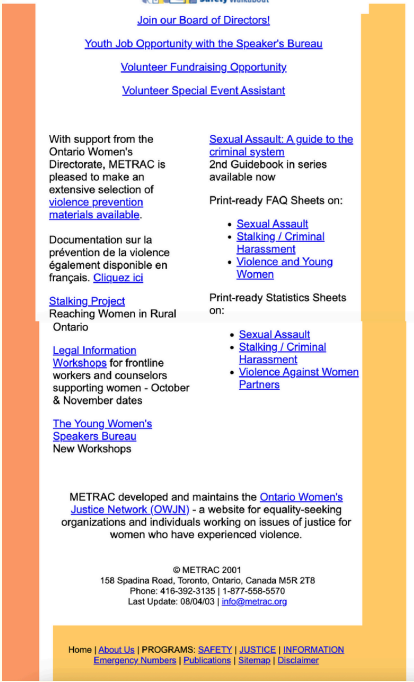 Safety Walkabout
Join our Board of Directors!
Youth Job Opportunity with the Speaker's Bureau
Volunteer Fundraising Opportunity
Volunteer Special Event Assistant
With support from the
Ontario Women's
Directorate, METRAC is
pleased to make an
extensive selection of
violence prevention
materials available.
Documentation sur la
prévention de la violence
également disponible en
français. Cliquez ici
Stalking Project
Reaching Women in Rural
Ontario
Legal Information
Workshops for frontline
workers and counselors
supporting women - October
& November dates
The Young Women's
Speakers Bureau
New Workshops
Sexual Assault: A guide to the
criminal system
2nd Guidebook in series
available now
Print-ready FAQ Sheets on:
• Sexual Assault
• Stalking / Criminal
Harassment
• Violence and Young
Women
Print-ready Statistics Sheets
on:
• Sexual Assault
• Stalking / Criminal
Harassment
• Violence Against Women
Partners
METRAC developed and maintains the Ontario Women's
Justice Network (OWJN) - a website for equality-seeking
organizations and individuals working on issues of justice for
women who have experienced violence.
© METRAC 2001
158 Spadina Road, Toronto, Ontario, Canada M5R 2T8
Phone: 416-392-3135 | 1-877-558-5570
Last Update: 08/04/03 | info@metrac.org
Home | About Us | PROGRAMS: SAFETY | JUSTICE | INFORMATION
Emergency Numbers | Publications | Sitemap | Disclaimer